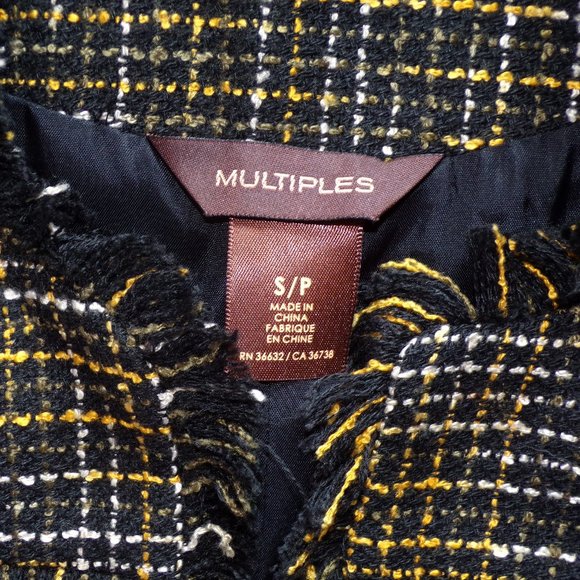 MULTIPLES
S/P
MADE IN
CHINA
FABRIQUE
EN CHINE
RN 36632 / CA 36738